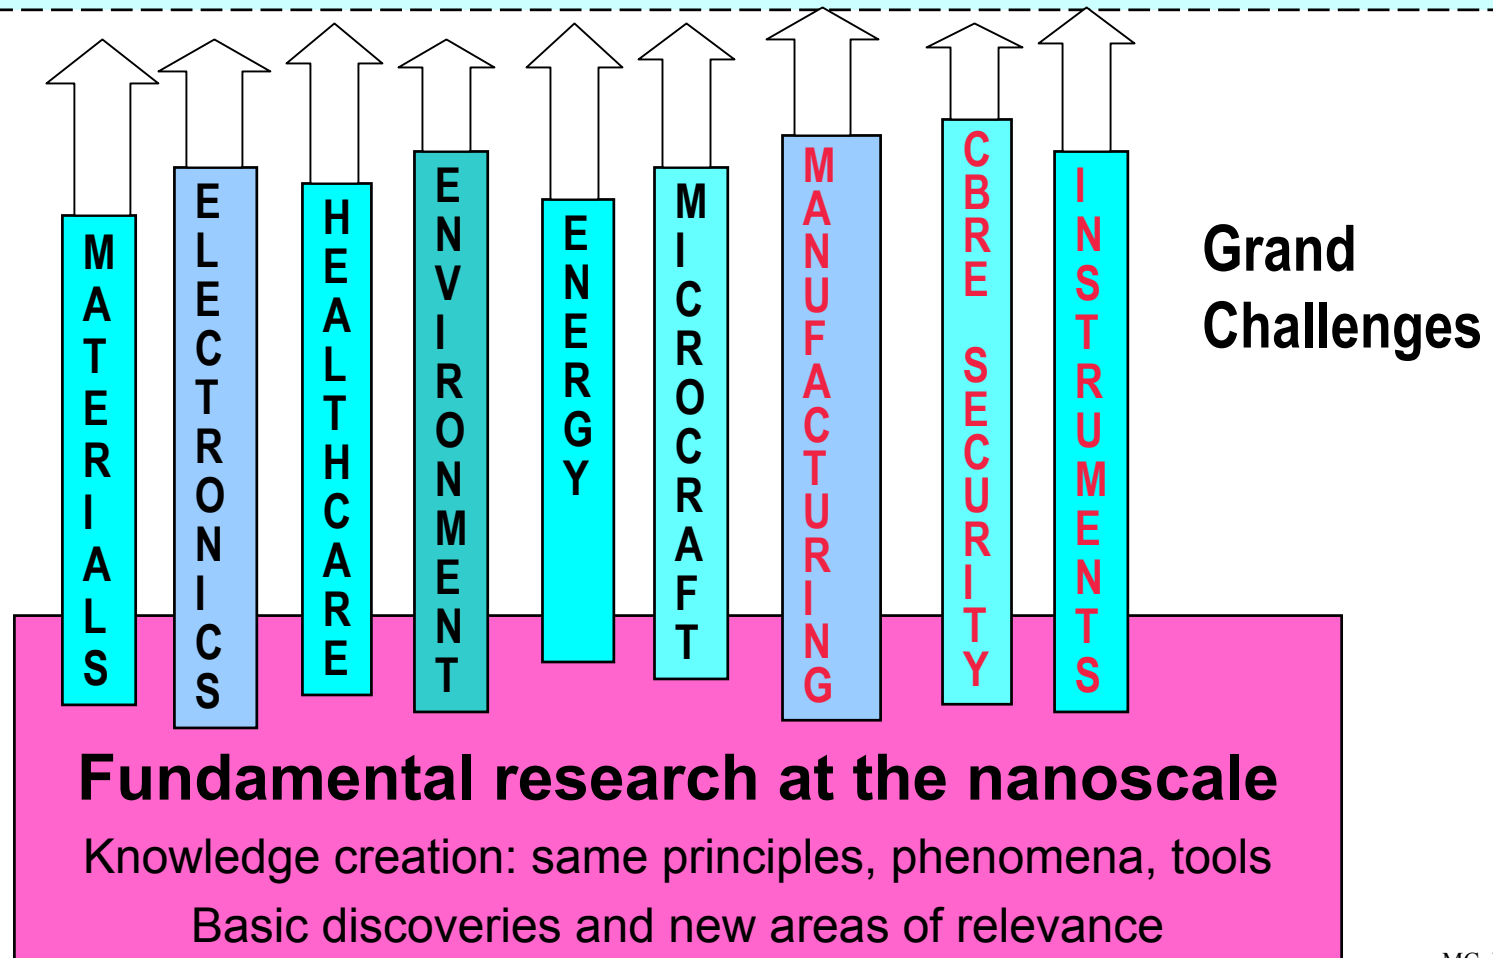 MATERIALS
ELECTRONICS
HEALTHCARE
ENVIRONMENT
ENERGY
MICROCRAFT
MANUFACTURING
CBRE SECURITY
INSTRUMENTS
Grand
Challenges
Fundamental research at the nanoscale
Knowledge creation: same principles, phenomena, tools
Basic discoveries and new areas of relevance